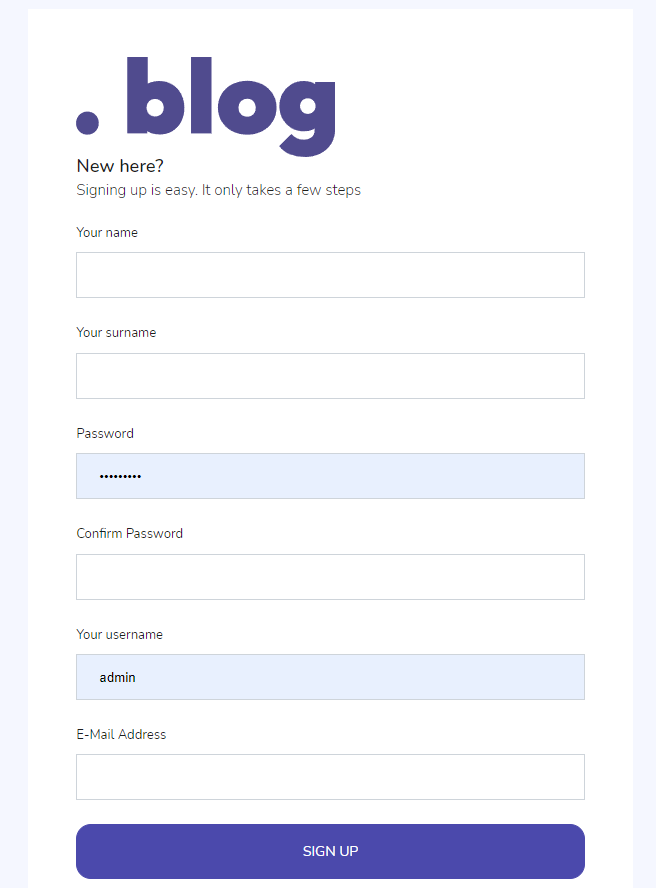 . blog
New here?
Signing up is easy. It only takes a few steps
Your name
Your surname
Password
•••••••••
Confirm Password
Your username
admin
E-Mail Address
SIGN UP